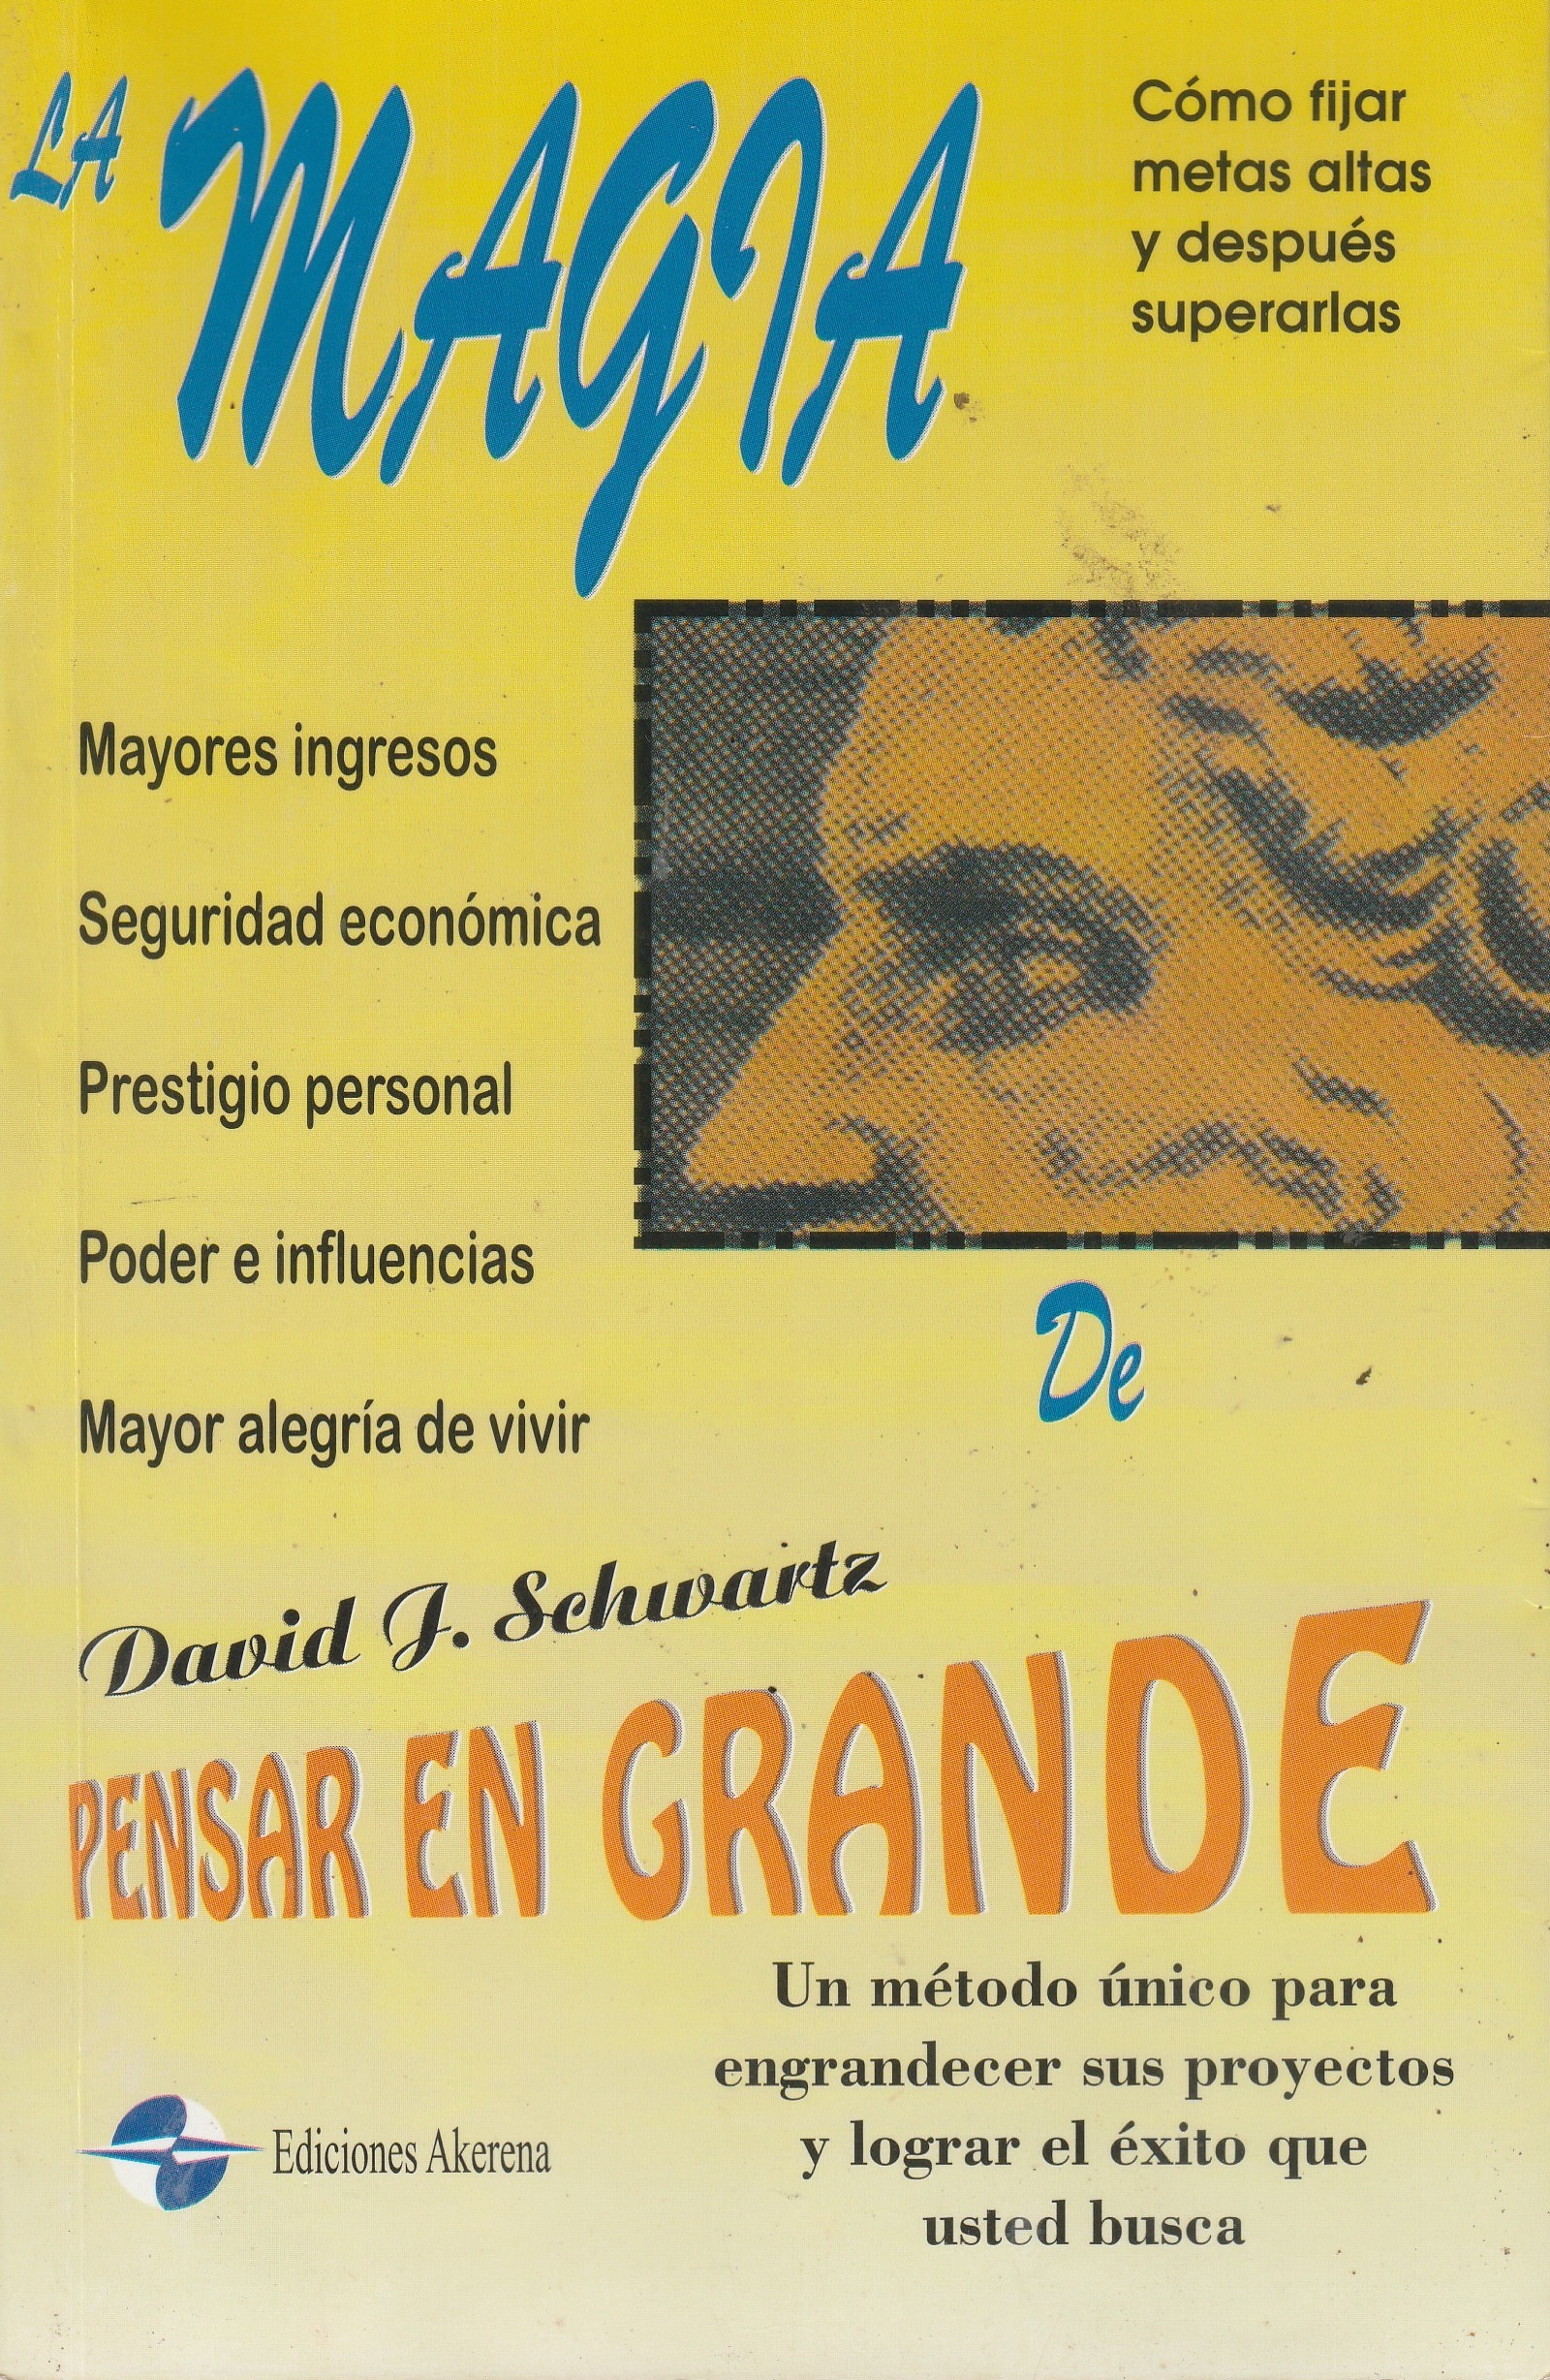 LA MAGIA
Cómo fijar
metas altas
y después
superarlas
Mayores ingresos
Seguridad económica
Prestigio personal
Poder e influencias
Mayor alegría de vivir
De
David J. Schwartz
PENSAR EN GRANDE
Un método único para
engrandecer sus proyectos
y lograr el éxito que
usted busca
Ediciones Akerena